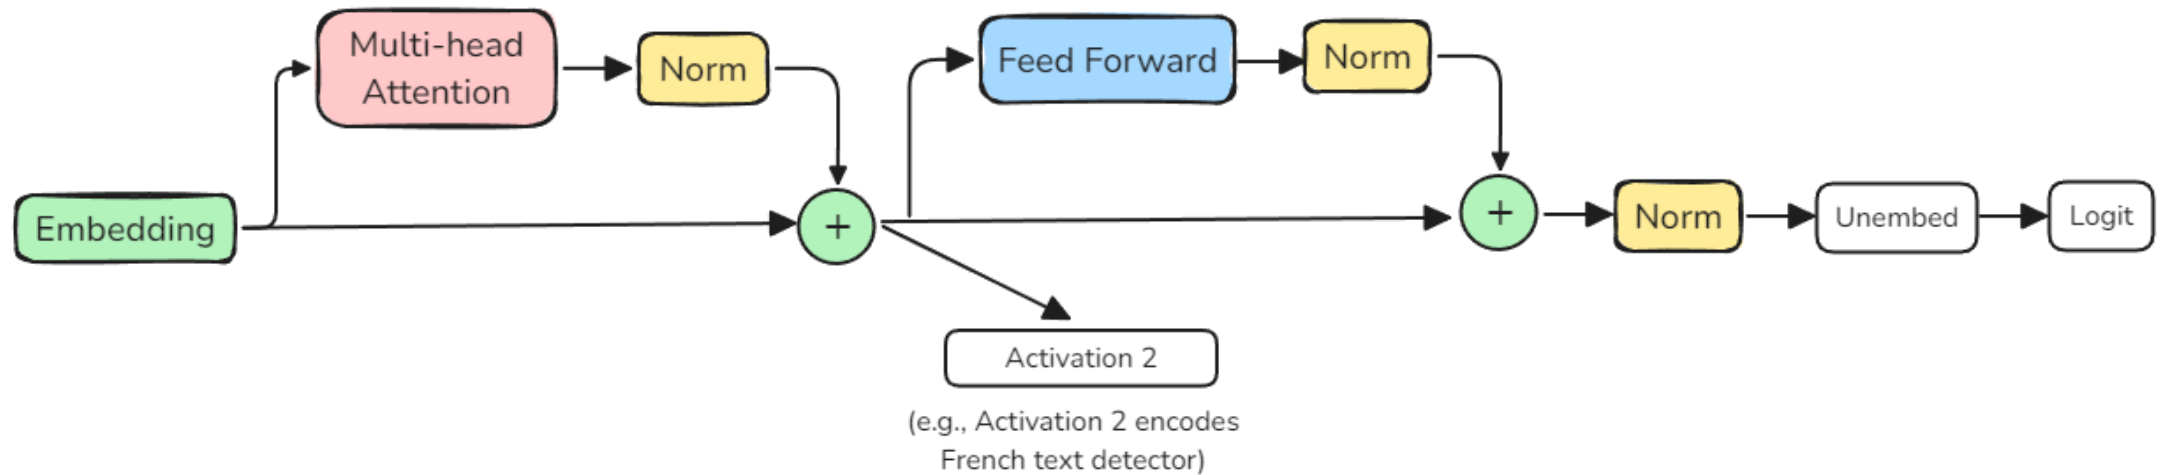 Multi-head
Attention
Norm
Feed Forward
Norm
Embedding
+
+
Norm
Unembed
Logit
Activation 2
(e.g., Activation 2 encodes
French text detector)